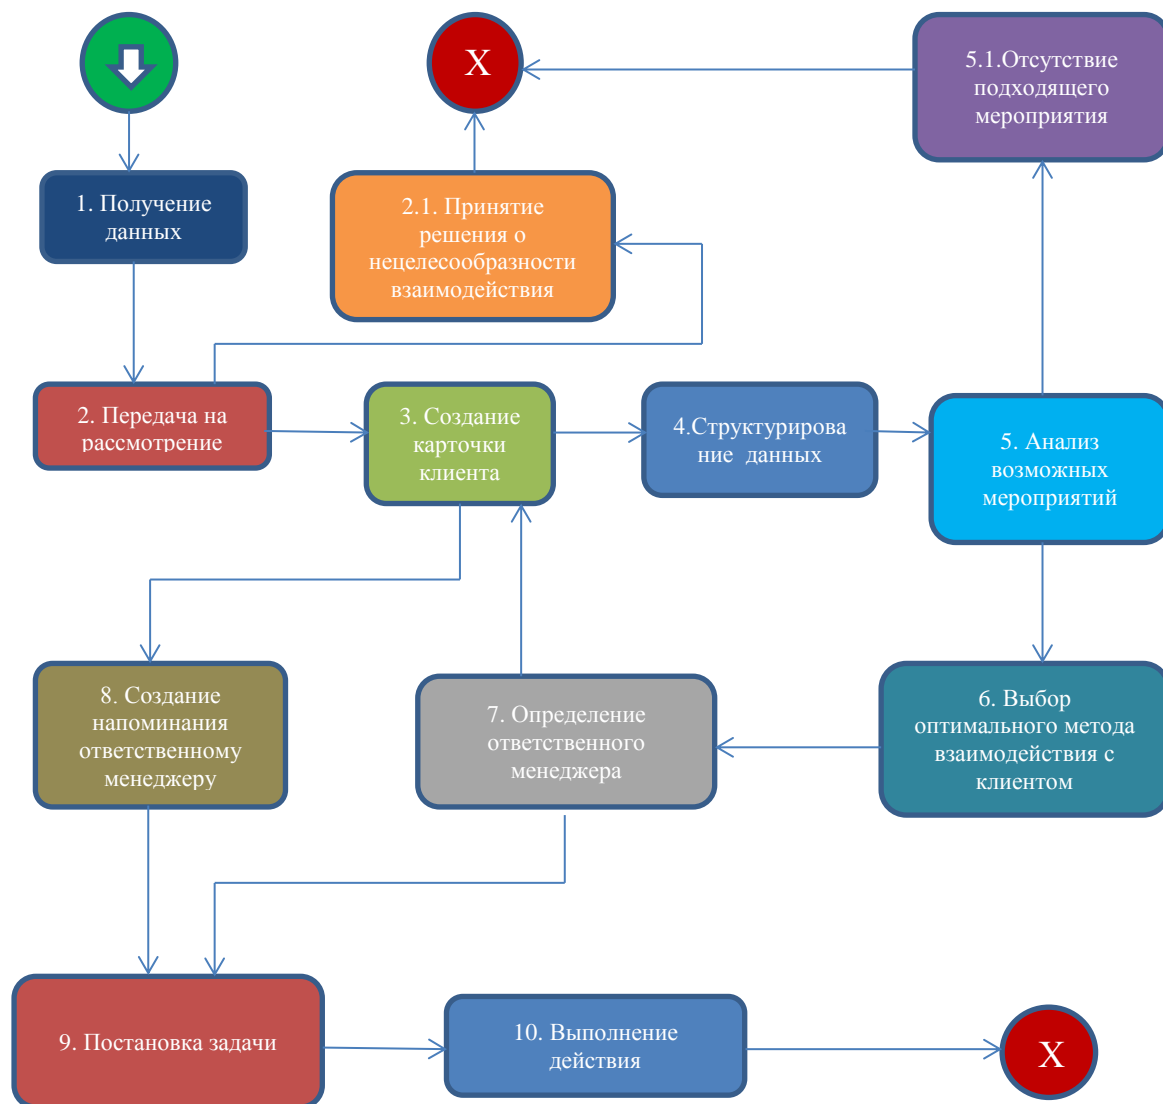 X
5.1.Отсутствие
подходящего
мероприятия
1. Получение
данных
2.1. Принятие
решения о
нецелесообразности
взаимодействия
2. Передача на
рассмотрение
3. Создание
карточки
клиента
4.Структурирова
ние данных
5. Анализ
возможных
мероприятий
8. Создание
напоминания
ответственному
менеджеру
7. Определение
ответственного
менеджера
6. Выбор
оптимального метода
взаимодействия с
клиентом
9. Постановка задачи
10. Выполнение
действия
X